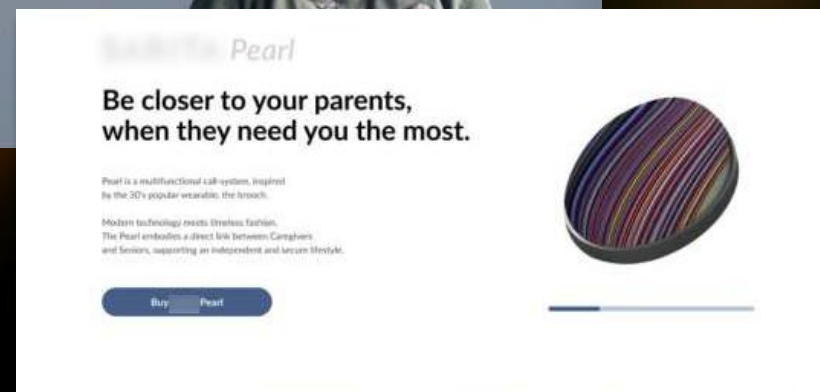 Pearl
Be closer to your parents,
when they need you the most.
Pearl is a multifunctional call-system, inspired
by the 30's popular wearable, the brooch.
Modern technology meets timeless fashion.
The Pearl embodies a direct link between Caregivers
and Seniors, supporting an independent and secure lifestyle.
Buy Pearl